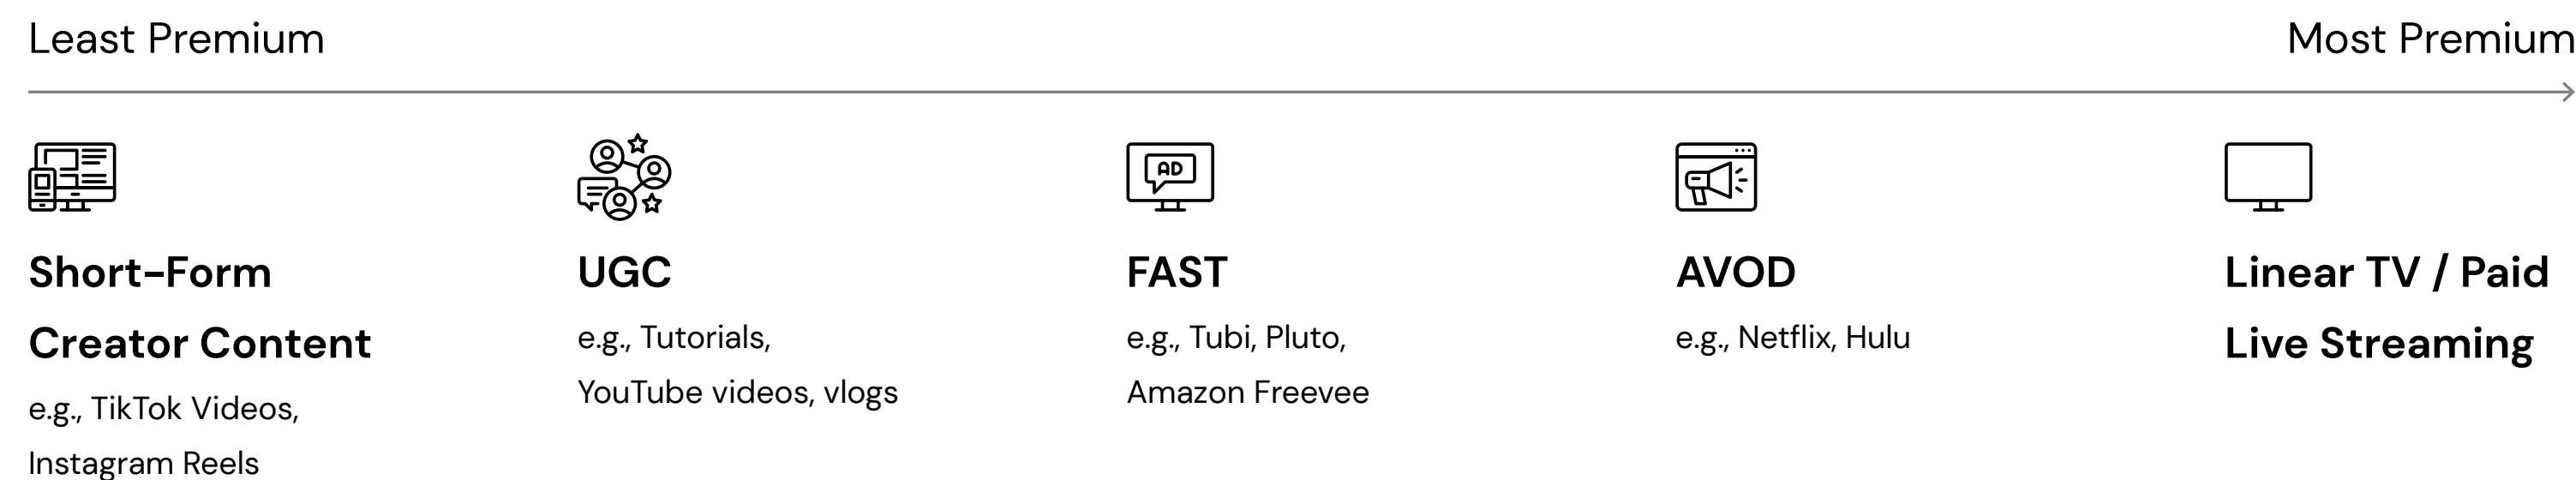 Least Premium
Most Premium
AD
Short-Form
Creator Content
e.g., TikTok Videos,
Instagram Reels
UGC
e.g., Tutorials,
YouTube videos, vlogs
FAST
e.g., Tubi, Pluto,
Amazon Freevee
AVOD
e.g., Netflix, Hulu
Linear TV / Paid
Live Streaming